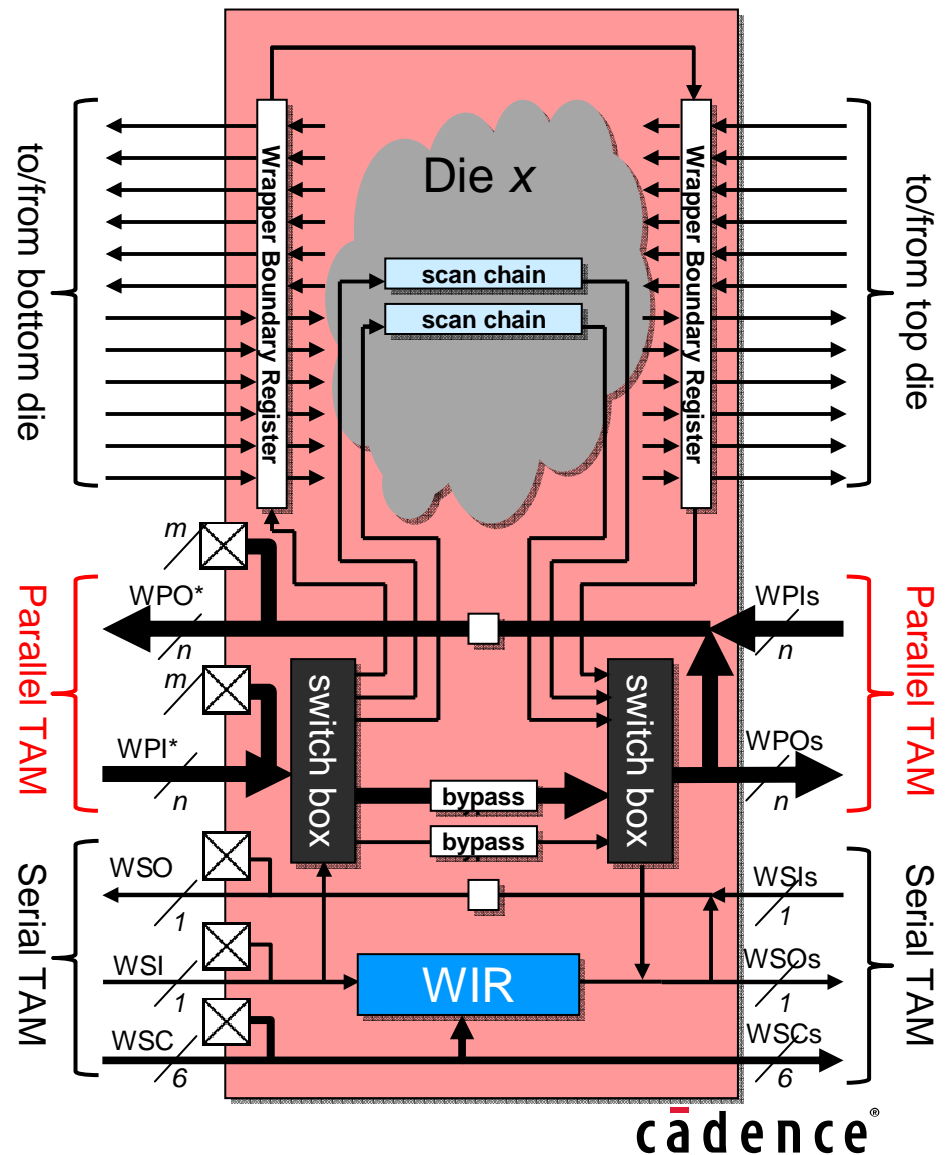 to/from bottom die
Wrapper Boundary Register
Die x
scan chain
scan chain
Wrapper Boundary Register
to/from top die
m
WPO*
n
m
WPI*
n
Parallel TAM
switch box
bypass
bypass
switch box
WPIs
n
WPOs
n
Parallel TAM
WSO
1
WSI
1
WSC
6
Serial TAM
WIR
WSIs
1
WSOs
1
WSCs
6
Serial TAM
cādence®